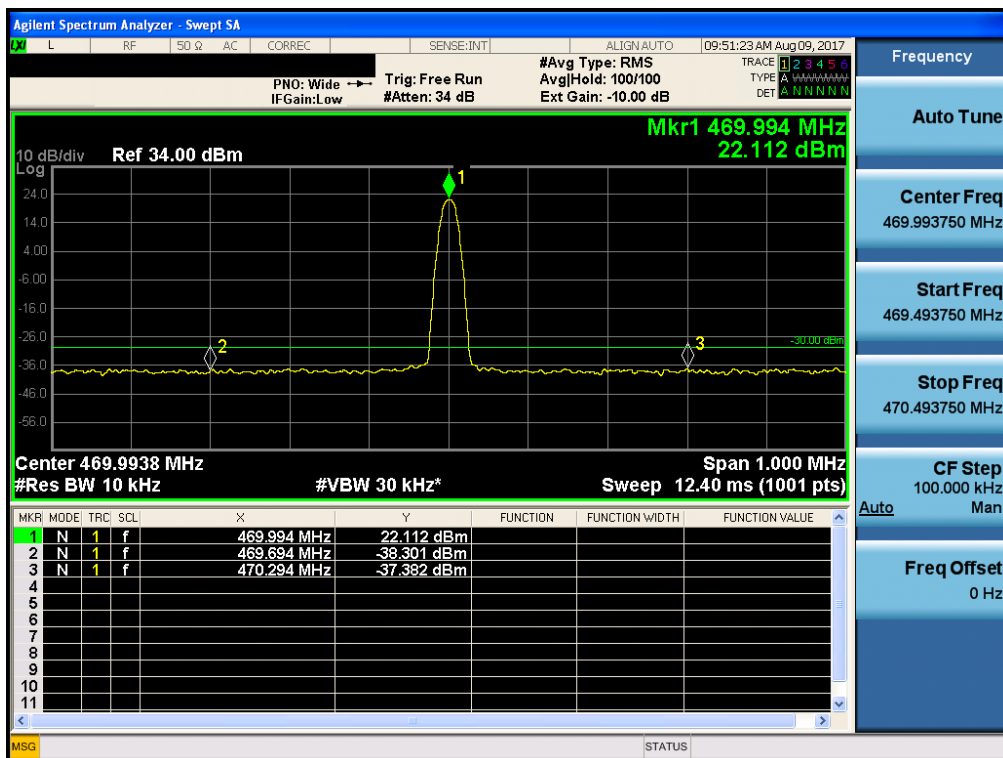 Agilent Spectrum Analyzer - Swept SA
LXI L RF 50 Ω AC CORREC SENSE:INT ALIGN AUTO 09:51:23 AM Aug 09, 2017
PNO: Wide
IFGain:Low
Trig: Free Run
#Atten: 34 dB
#Avg Type: RMS
Avg|Hold: 100/100
Ext Gain: -10.00 dB
TRACE 1 2 3 4 5 6
TYPE A
DET A N N N N N
Mkr1 469.994 MHz
22.112 dBm
10 dB/div Ref 34.00 dBm
Log
24.0
14.0
4.00
-6.00
-16.0
-26.0
-36.0
-46.0
-56.0
1
2
3
-30.00 dBm
Center 469.9938 MHz Span 1.000 MHz
#Res BW 10 kHz #VBW 30 kHz* Sweep 12.40 ms (1001 pts)
MKR MODE TRC SCL X Y FUNCTION FUNCTION WIDTH FUNCTION VALUE
1 N 1 f 469.994 MHz 22.112 dBm
2 N 1 f 469.694 MHz -38.301 dBm
3 N 1 f 470.294 MHz -37.382 dBm
4
5
6
7
8
9
10
11
MSG STATUS
Frequency
Auto Tune
Center Freq
469.993750 MHz
Start Freq
469.493750 MHz
Stop Freq
470.493750 MHz
CF Step
100.000 kHz
Auto Man
Freq Offset
0 Hz